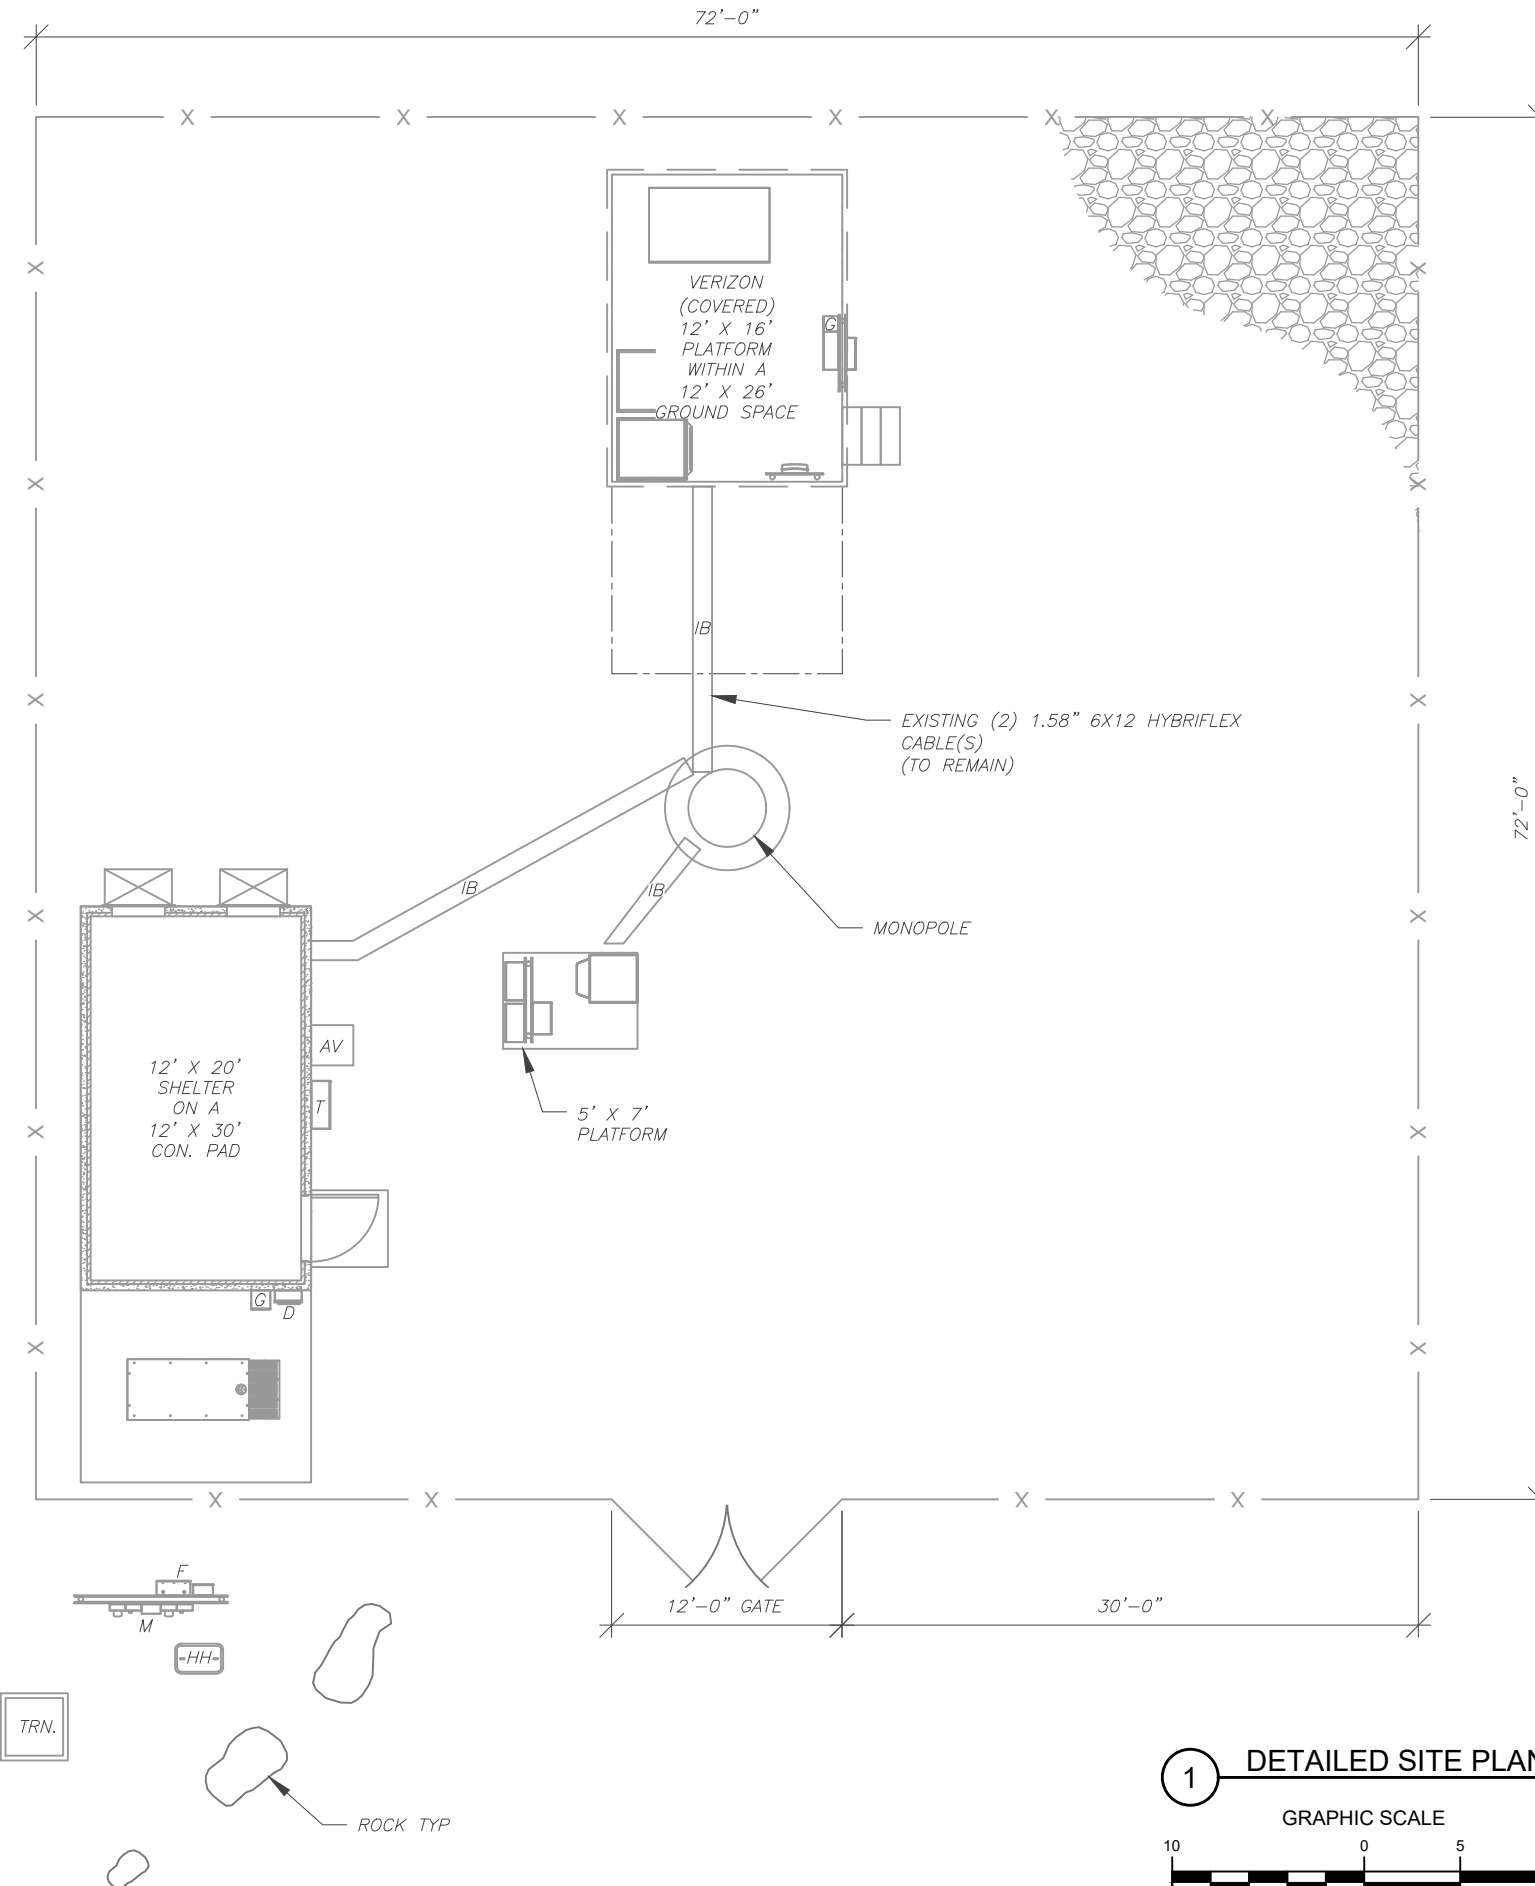 72'-0"
X X X X X X
VERIZON
(COVERED)
12' X 16'
PLATFORM
WITHIN A
12' X 26'
GROUND SPACE
G
X X
X X
IB
X X
EXISTING (2) 1.58" 6X12 HYBRIFLEX
CABLE(S)
(TO REMAIN)
72'-0"
IB
IB
X X
MONOPOLE
AV
12' X 20'
SHELTER
ON A
12' X 30'
CON. PAD
T
5' X 7'
PLATFORM
X X
G
D
X X
X X X X
F
M
12'-0" GATE
30'-0"
-HH-
TRN.
ROCK TYP
1
DETAILED SITE PLAN
GRAPHIC SCALE
10 0 5